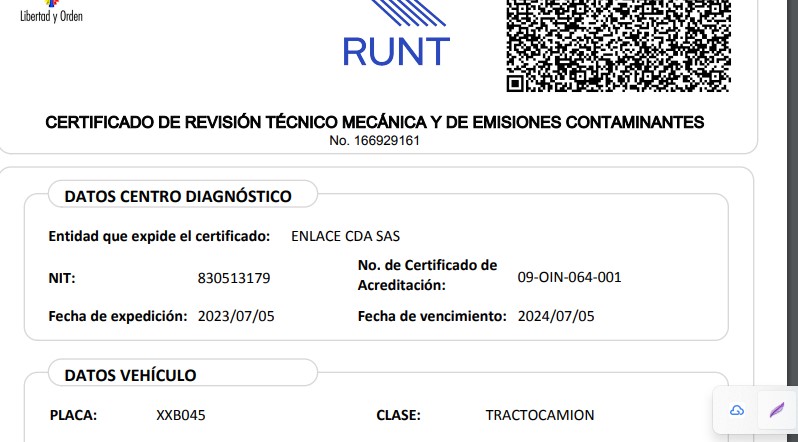 Libertad y Orden
RUNT
CERTIFICADO DE REVISIÓN TÉCNICO MECÁNICA Y DE EMISIONES CONTAMINANTES
No. 166929161
DATOS CENTRO DIAGNÓSTICO
Entidad que expide el certificado: ENLACE CDA SAS
NIT: 830513179 No. de Certificado de
Acreditación: 09-OIN-064-001
Fecha de expedición: 2023/07/05 Fecha de vencimiento: 2024/07/05
DATOS VEHÍCULO
PLACA: XXB045 CLASE: TRACTOCAMION